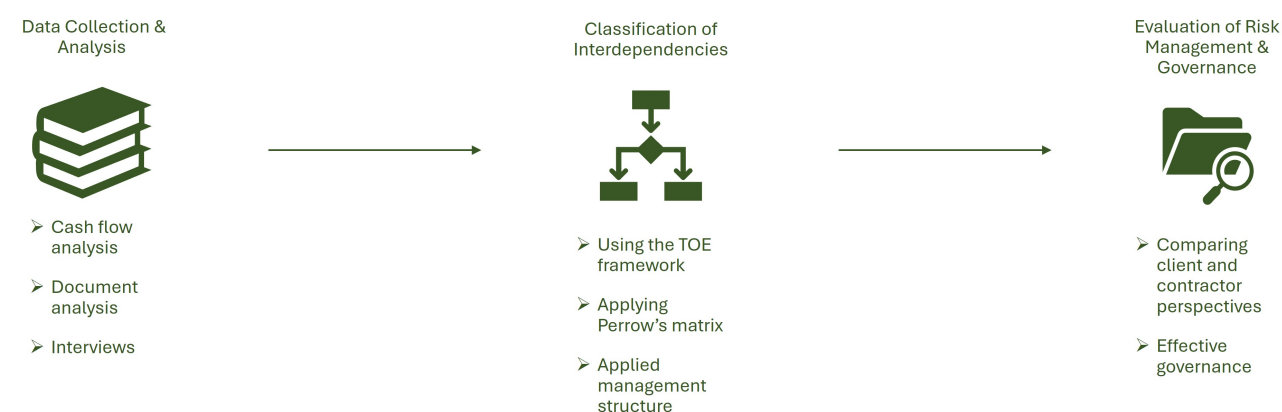 Data Collection &
Analysis
Cash flow
analysis
Document
analysis
Interviews
Classification of
Interdependencies
Using the TOE
framework
Applying
Perrow’s matrix
Applied
management
structure
Evaluation of Risk
Management &
Governance
Comparing
client and
contractor
perspectives
Effective
governance